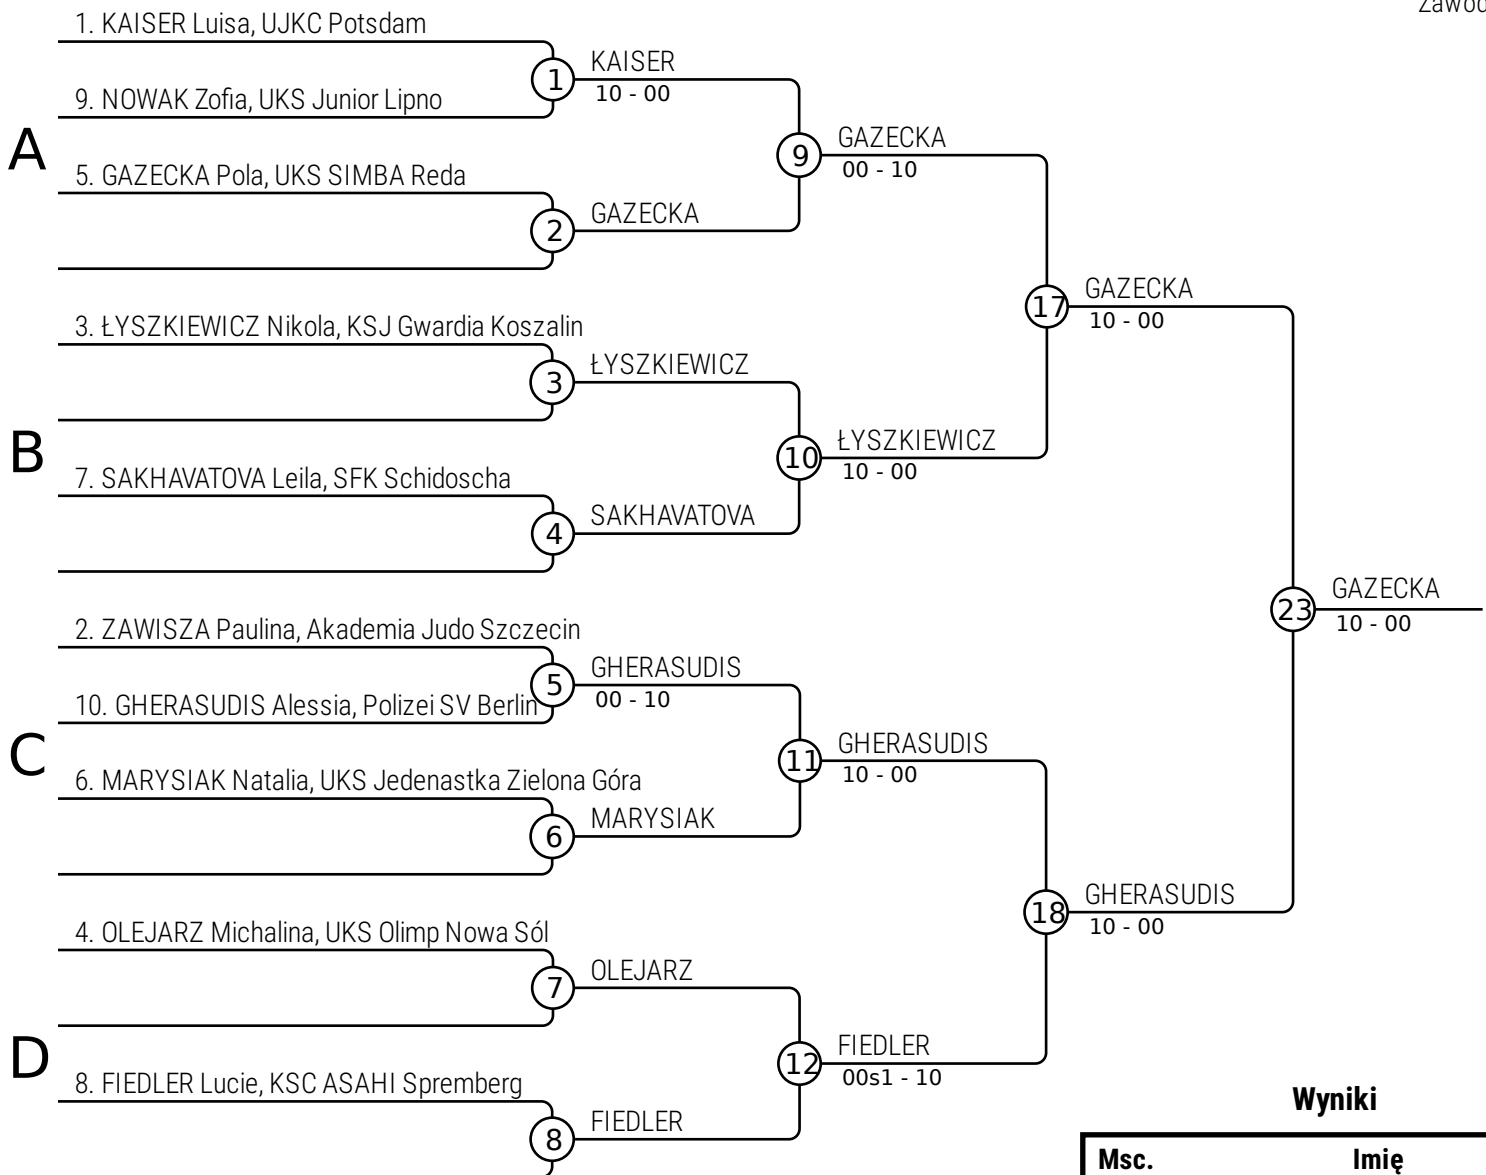 Zawod
1. KAISER Luisa, UJKC Potsdam
9. NOWAK Zofia, UKS Junior Lipno
1
KAISER
10 - 00
A
5. GAZECKA Pola, UKS SIMBA Reda
2
GAZECKA
9
GAZECKA
00 - 10
3. ŁYSZKIEWICZ Nikola, KSJ Gwardia Koszalin
3
ŁYSZKIEWICZ
17
GAZECKA
10 - 00
B
7. SAKHAVATOVA Leila, SFK Schidoscha
4
SAKHAVATOVA
10
ŁYSZKIEWICZ
10 - 00
23
GAZECKA
10 - 00
2. ZAWISZA Paulina, Akademia Judo Szczecin
10. GHERASUDIS Alessia, Polizei SV Berlin
5
GHERASUDIS
00 - 10
C
6. MARYSIAK Natalia, UKS Jedenastka Zielona Góra
6
MARYSIAK
11
GHERASUDIS
10 - 00
18
GHERASUDIS
10 - 00
4. OLEJARZ Michalina, UKS Olimp Nowa Sól
7
OLEJARZ
D
8. FIEDLER Lucie, KSC ASAHI Spremberg
8
FIEDLER
12
FIEDLER
00s1 - 10
Wyniki
Msc. Imię